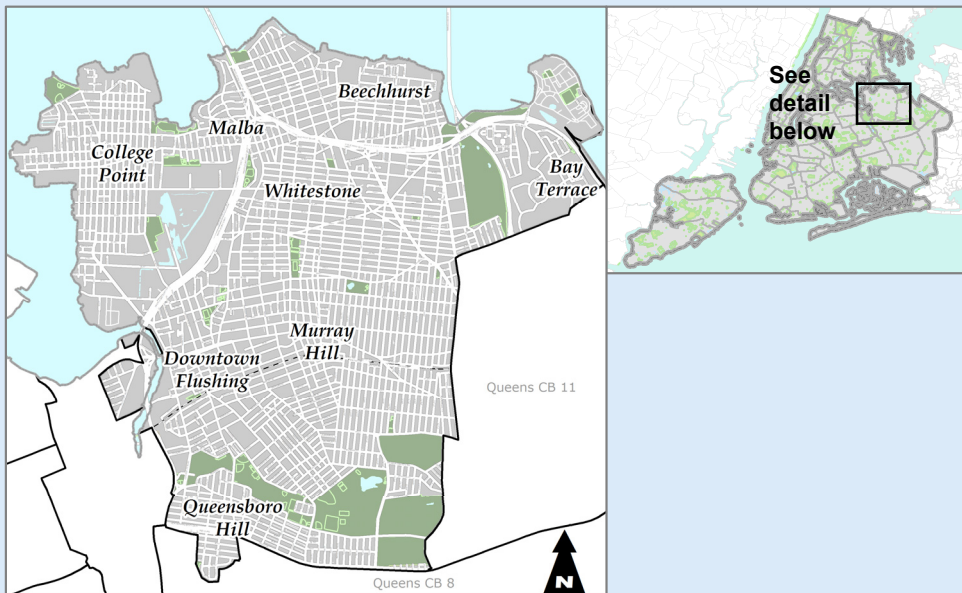 Beechhurst
Malba
College
Point
Whitestone
Bay
Terrace
Murray
Hill
Downtown
Flushing
Queens CB 11
Queensboro
Hill
Queens CB 8
N
See
detail
below